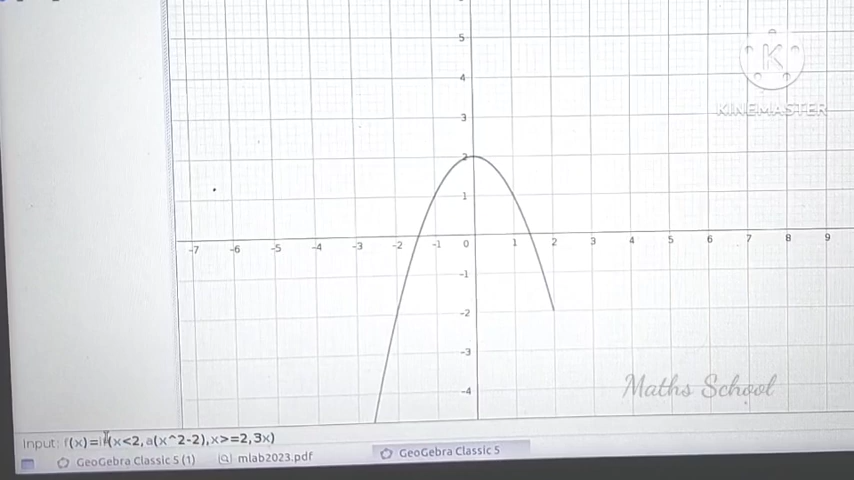 5
4
KINEMASTER
3
2
1
-7 -6 -5 -4 -3 -2 -1 0 1 2 3 4 5 6 7 8 9
-1
-2
-3
-4
Maths School
Input: f(x)=if(x<2,a(x^2-2),x>=2,3x)
GeoGebra Classic 5 (1) mlab2023.pdf GeoGebra Classic 5